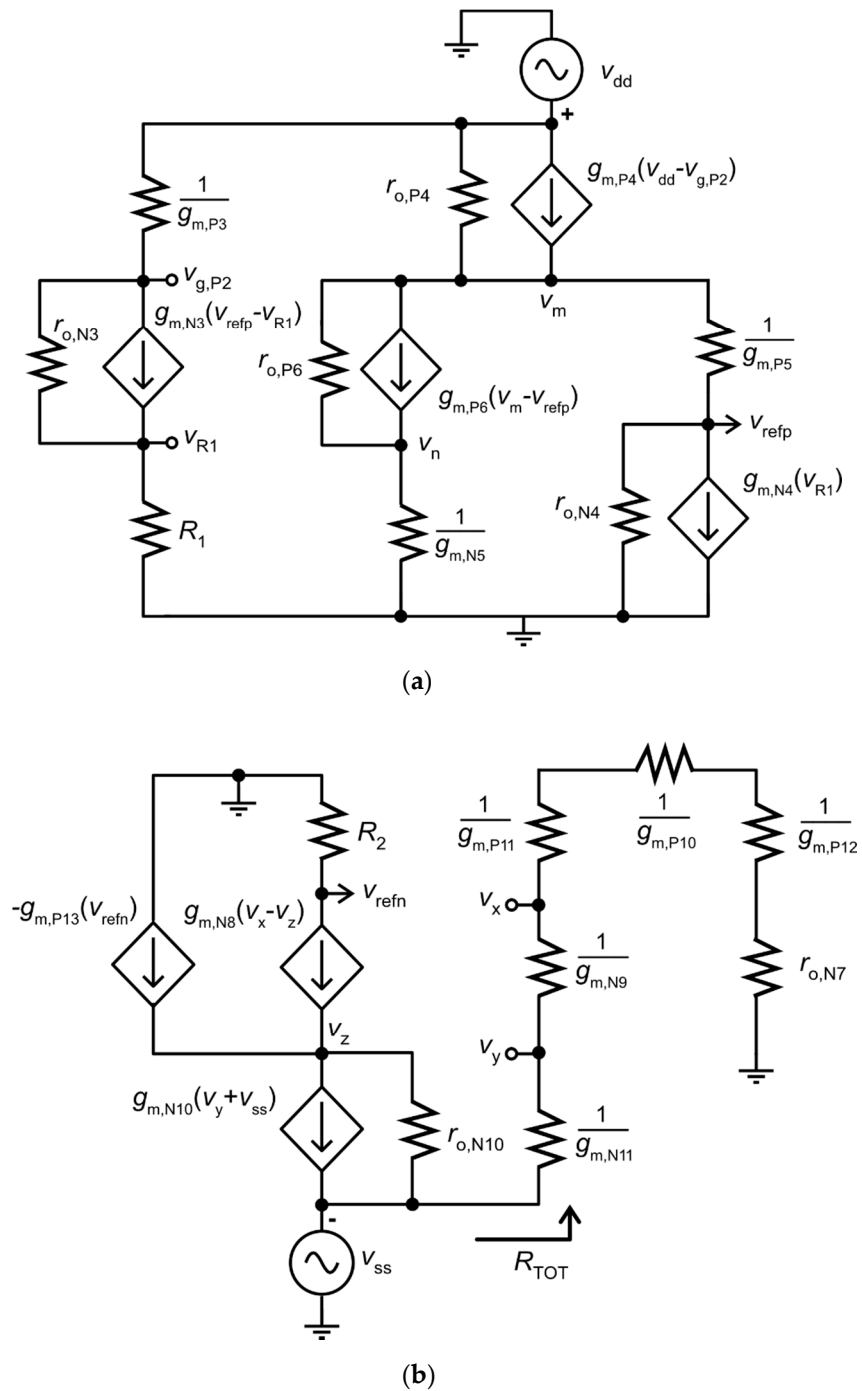 v_dd
+
g_m,P4(v_dd-v_g,P2)
r_o,P4
1
g_m,P3
v_g,P2
v_m
g_m,N3(v_refp-v_R1)
r_o,N3
r_o,P6
1
g_m,P5
g_m,P6(v_m-v_refp)
v_refp
v_R1
v_n
g_m,N4(v_R1)
r_o,N4
R_1
1
g_m,N5
(a)
R_2
1
g_m,P11
1
g_m,P10
1
g_m,P12
-g_m,P13(v_refn)
g_m,N8(v_x-v_z)
v_refn
v_x
1
g_m,N9
r_o,N7
v_z
v_y
g_m,N10(v_y+v_ss)
r_o,N10
1
g_m,N11
-
v_ss
R_TOT
(b)